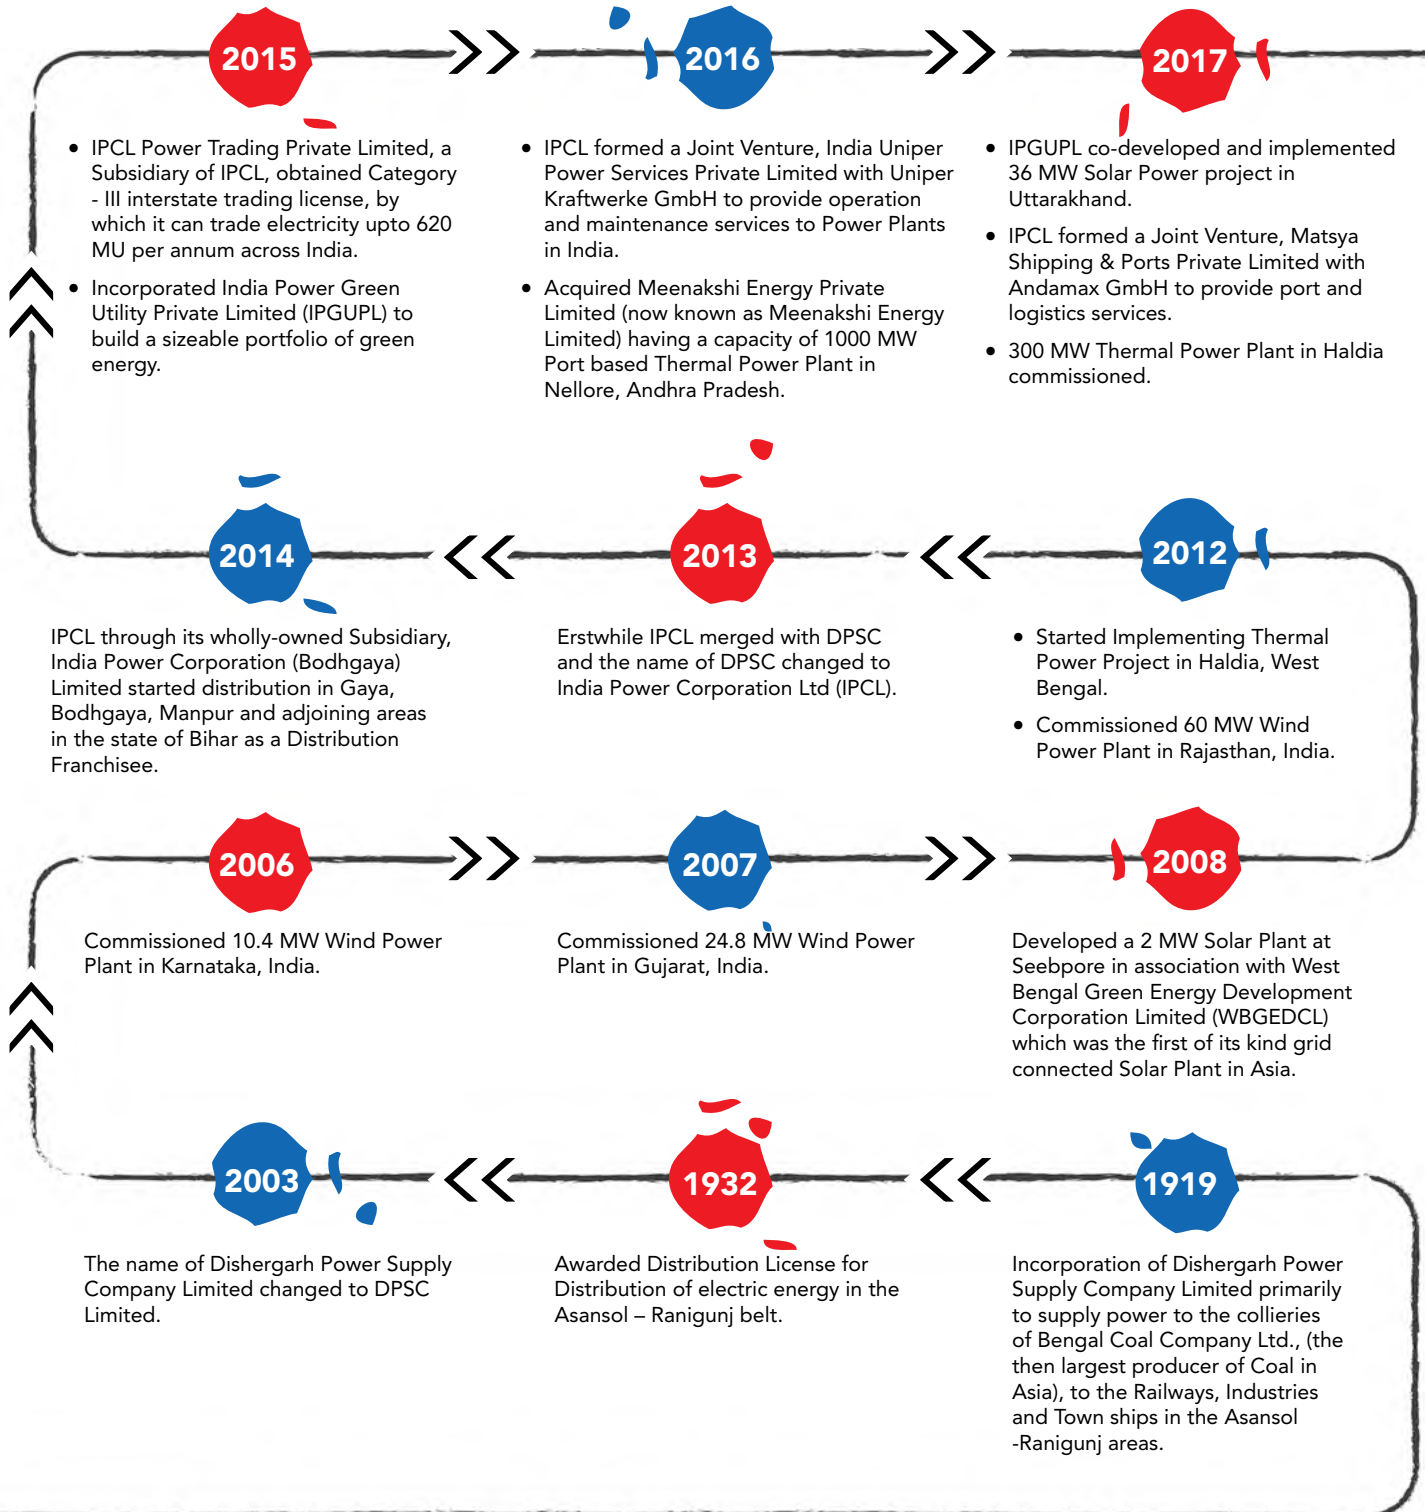 2015
2016
2017
• IPCL Power Trading Private Limited, a
Subsidiary of IPCL, obtained Category
- III interstate trading license, by
which it can trade electricity upto 620
MU per annum across India.
• Incorporated India Power Green
Utility Private Limited (IPGUPL) to
build a sizeable portfolio of green
energy.
• IPCL formed a Joint Venture, India Uniper
Power Services Private Limited with Uniper
Kraftwerke GmbH to provide operation
and maintenance services to Power Plants
in India.
• Acquired Meenakshi Energy Private
Limited (now known as Meenakshi Energy
Limited) having a capacity of 1000 MW
Port based Thermal Power Plant in
Nellore, Andhra Pradesh.
• IPGUPL co-developed and implemented
36 MW Solar Power project in
Uttarakhand.
• IPCL formed a Joint Venture, Matsya
Shipping & Ports Private Limited with
Andamax GmbH to provide port and
logistics services.
• 300 MW Thermal Power Plant in Haldia
commissioned.
2014
2013
2012
IPCL through its wholly-owned Subsidiary,
India Power Corporation (Bodhgaya)
Limited started distribution in Gaya,
Bodhgaya, Manpur and adjoining areas
in the state of Bihar as a Distribution
Franchisee.
Erstwhile IPCL merged with DPSC
and the name of DPSC changed to
India Power Corporation Ltd (IPCL).
• Started Implementing Thermal
Power Project in Haldia, West
Bengal.
• Commissioned 60 MW Wind
Power Plant in Rajasthan, India.
2006
2007
2008
Commissioned 10.4 MW Wind Power
Plant in Karnataka, India.
Commissioned 24.8 MW Wind Power
Plant in Gujarat, India.
Developed a 2 MW Solar Plant at
Seebpore in association with West
Bengal Green Energy Development
Corporation Limited (WBGEDCL)
which was the first of its kind grid
connected Solar Plant in Asia.
2003
1932
1919
The name of Dishergarh Power Supply
Company Limited changed to DPSC
Limited.
Awarded Distribution License for
Distribution of electric energy in the
Asansol – Ranigunj belt.
Incorporation of Dishergarh Power
Supply Company Limited primarily
to supply power to the collieries
of Bengal Coal Company Ltd., (the
then largest producer of Coal in
Asia), to the Railways, Industries
and Town ships in the Asansol
-Ranigunj areas.